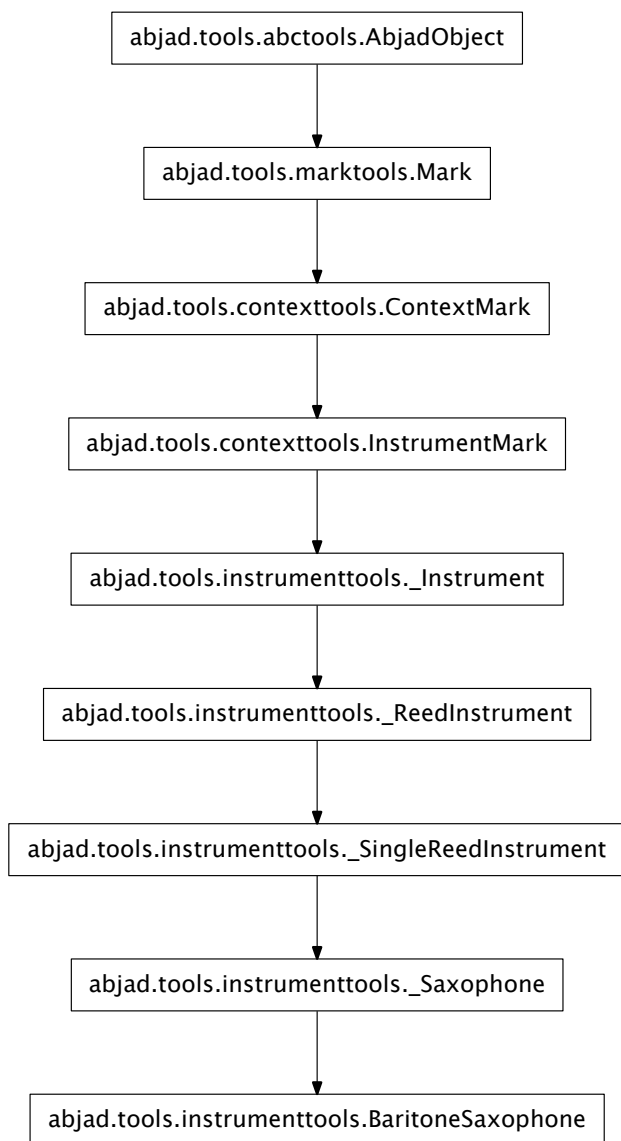 abjad.tools.abctools.AbjadObject
abjad.tools.marktools.Mark
abjad.tools.contexttools.ContextMark
abjad.tools.contexttools.InstrumentMark
abjad.tools.instrumenttools._Instrument
abjad.tools.instrumenttools._ReedInstrument
abjad.tools.instrumenttools._SingleReedInstrument
abjad.tools.instrumenttools._Saxophone
abjad.tools.instrumenttools.BaritoneSaxophone